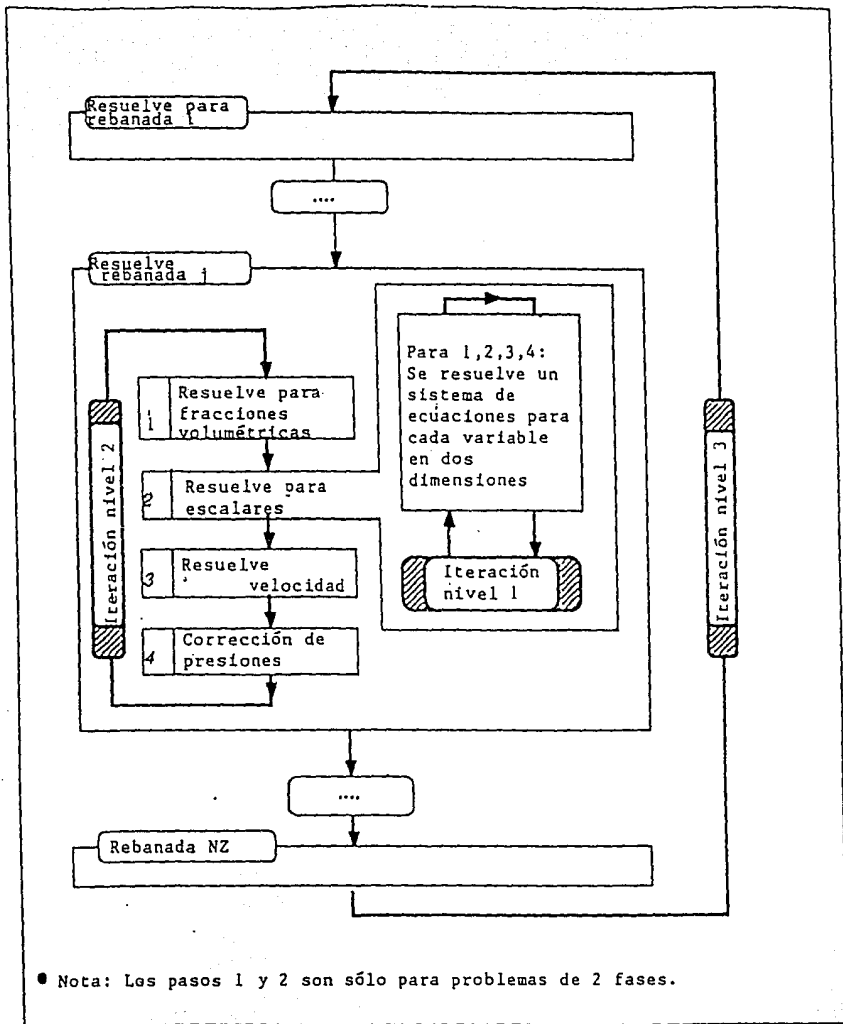 Resuelve para
rebanada 1
....
Resuelve
rebanada j
1 Resuelve para
fracciones
volumétricas
2 Resuelve para
escalares
3 Resuelve
velocidad
4 Corrección de
presiones
Iteración nivel 2
Para 1,2,3,4:
Se resuelve un
sistema de
ecuaciones para
cada variable
en dos
dimensiones
Iteración
nivel 1
Iteración nivel 3
....
Rebanada NZ
Nota: Los pasos 1 y 2 son sólo para problemas de 2 fases.